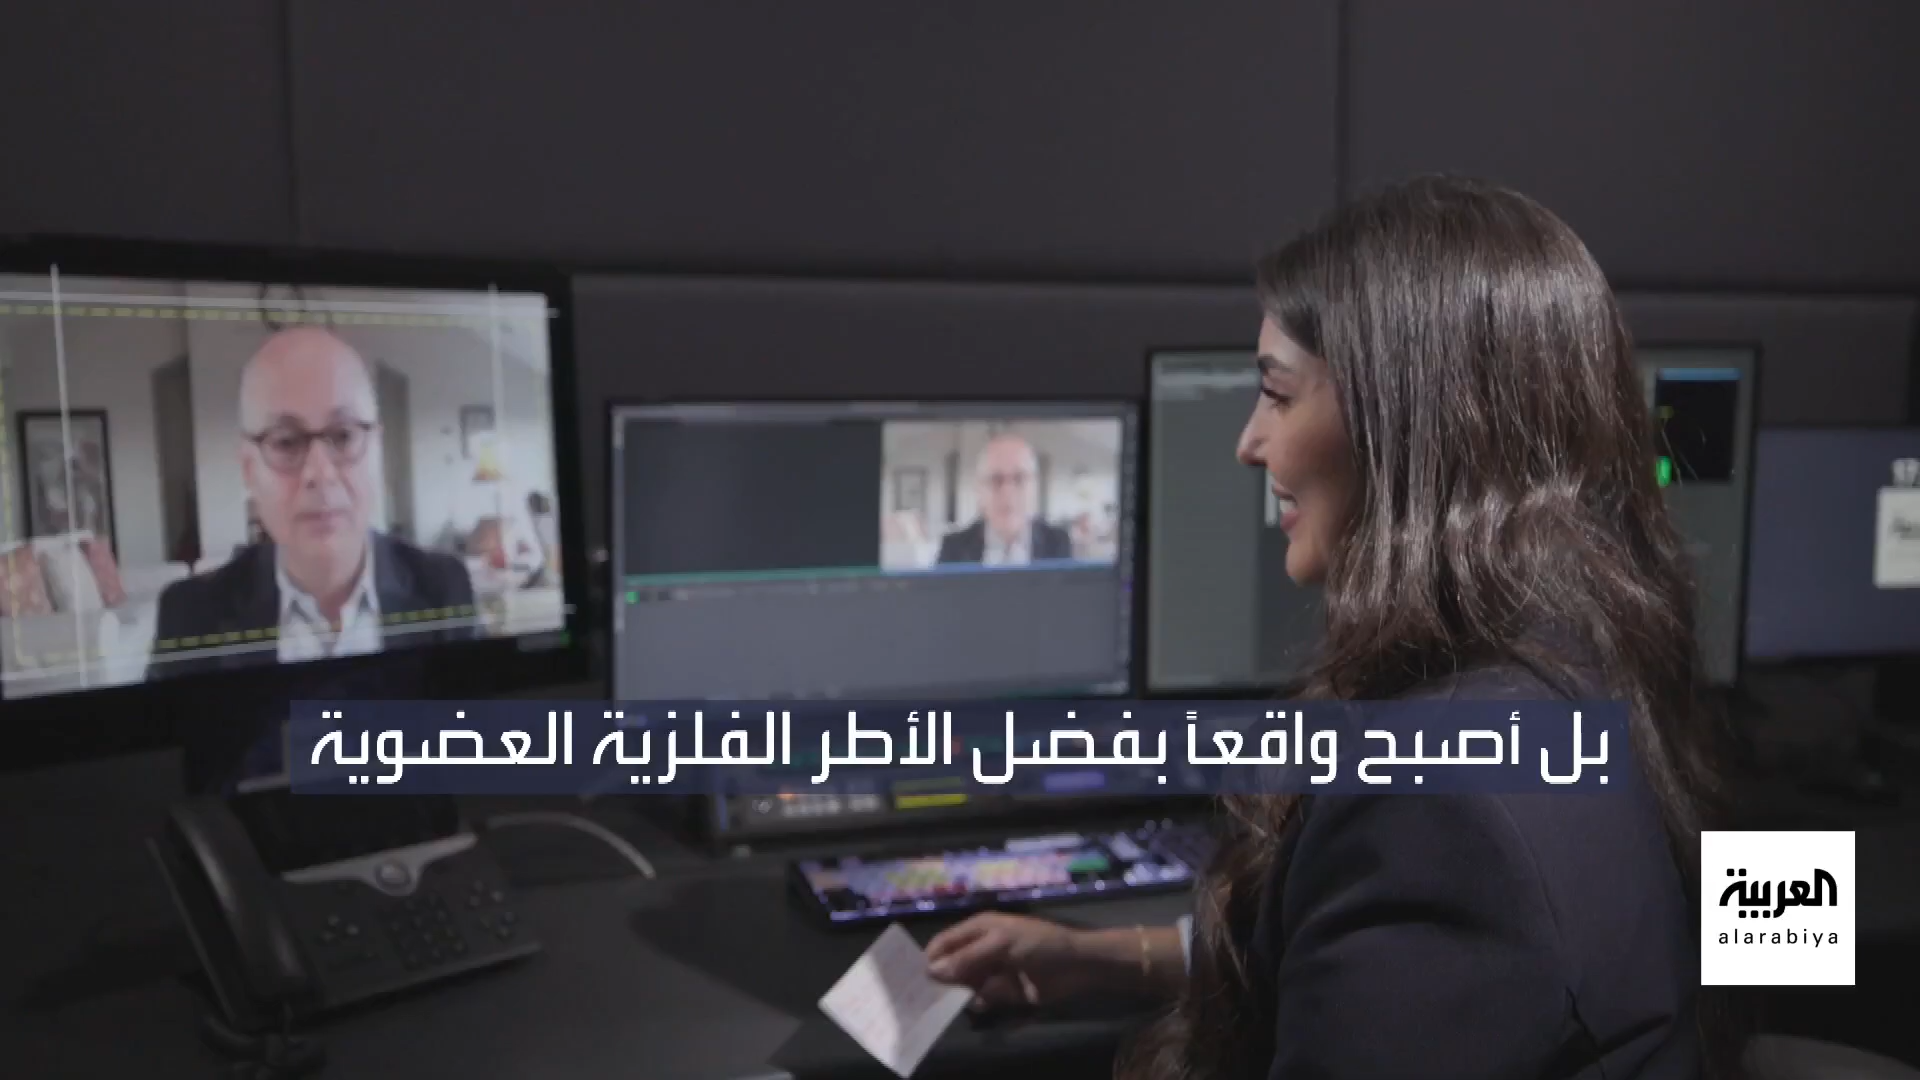 بل أصبح واقعاً بفضل الأطر الفلزية العضوية
العربية
alarabiya